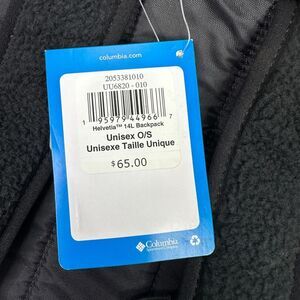 columbia.com
2053381010
UU6820 - 010
1 95979 44966 7
Helvetia™ 14L Backpack
Unisex O/S
Unisexe Taille Unique
$65.00
Columbia